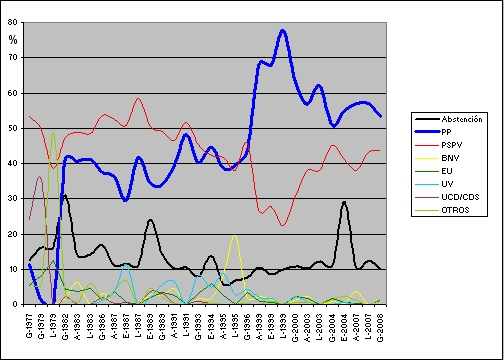 %
80
70
60
50
40
30
20
10
0
G-1977
G-1979
L-1979
G-1982
A-1983
L-1983
G-1986
A-1987
E-1987
L-1987
E-1989
G-1989
A-1991
L-1991
G-1993
E-1994
A-1995
L-1995
G-1996
A-1999
E-1999
L-1999
G-2000
A-2003
L-2003
G-2004
E-2004
A-2007
L-2007
G-2008
Abstención
PP
PSPV
BNV
EU
UV
UCD/CDS
OTROS